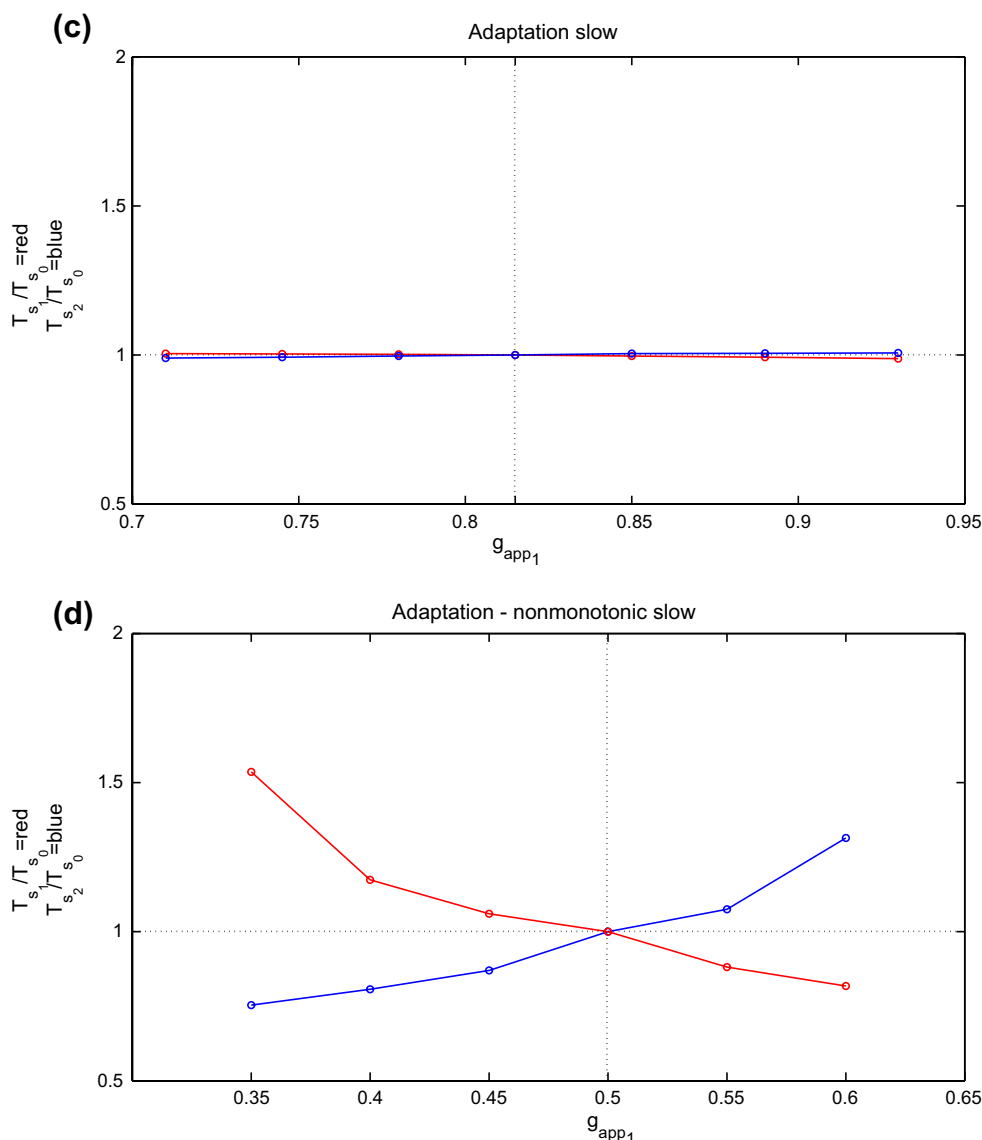 (c)
Adaptation slow
2
1.5
1
0.5
T_{s_1}/T_{s_0}=red
T_{s_2}/T_{s_0}=blue
0.7 0.75 0.8 0.85 0.9 0.95
g_{app_1}
(d)
Adaptation - nonmonotonic slow
2
1.5
1
0.5
T_{s_1}/T_{s_0}=red
T_{s_2}/T_{s_0}=blue
0.35 0.4 0.45 0.5 0.55 0.6 0.65
g_{app_1}